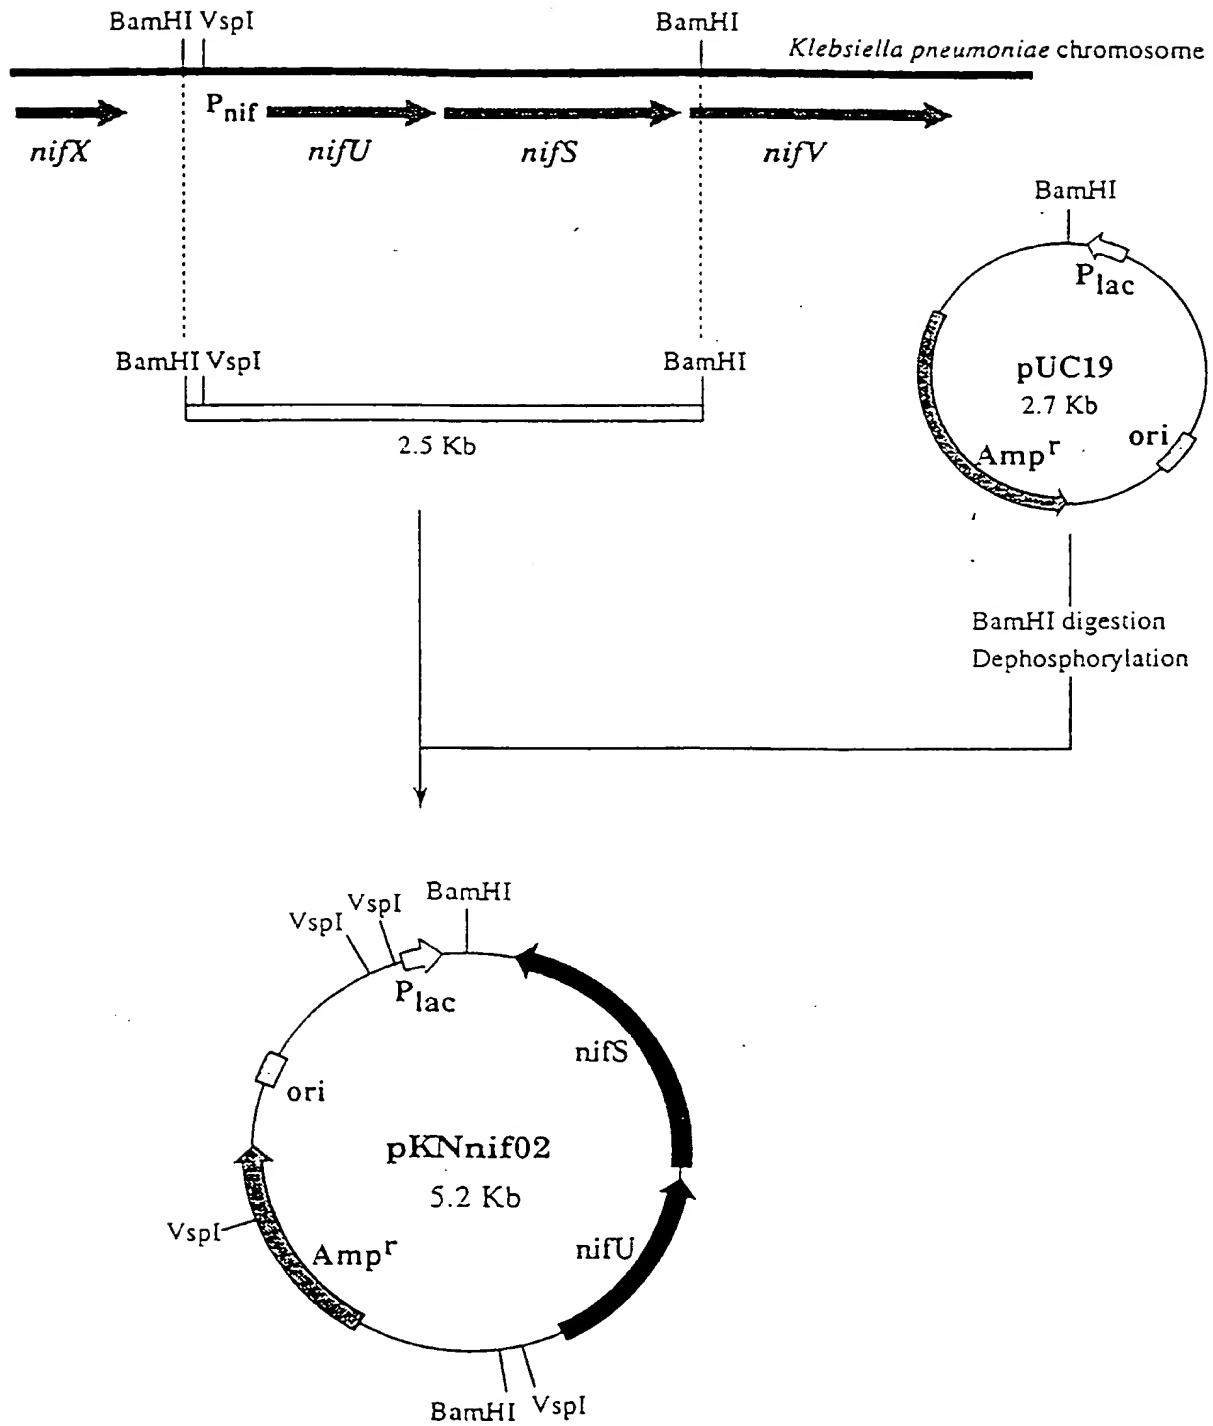 BamHI VspI
BamHI
Klebsiella pneumoniae chromosome
Pnif
nifX
nifU
nifS
nifV
BamHI
Plac
BamHI VspI
BamHI
pUC19
2.7 Kb
2.5 Kb
ori
Ampr
BamHI digestion
Dephosphorylation
BamHI
VspI
VspI
Plac
nifS
ori
pKNnif02
5.2 Kb
VspI
Ampr
nifU
BamHI
VspI